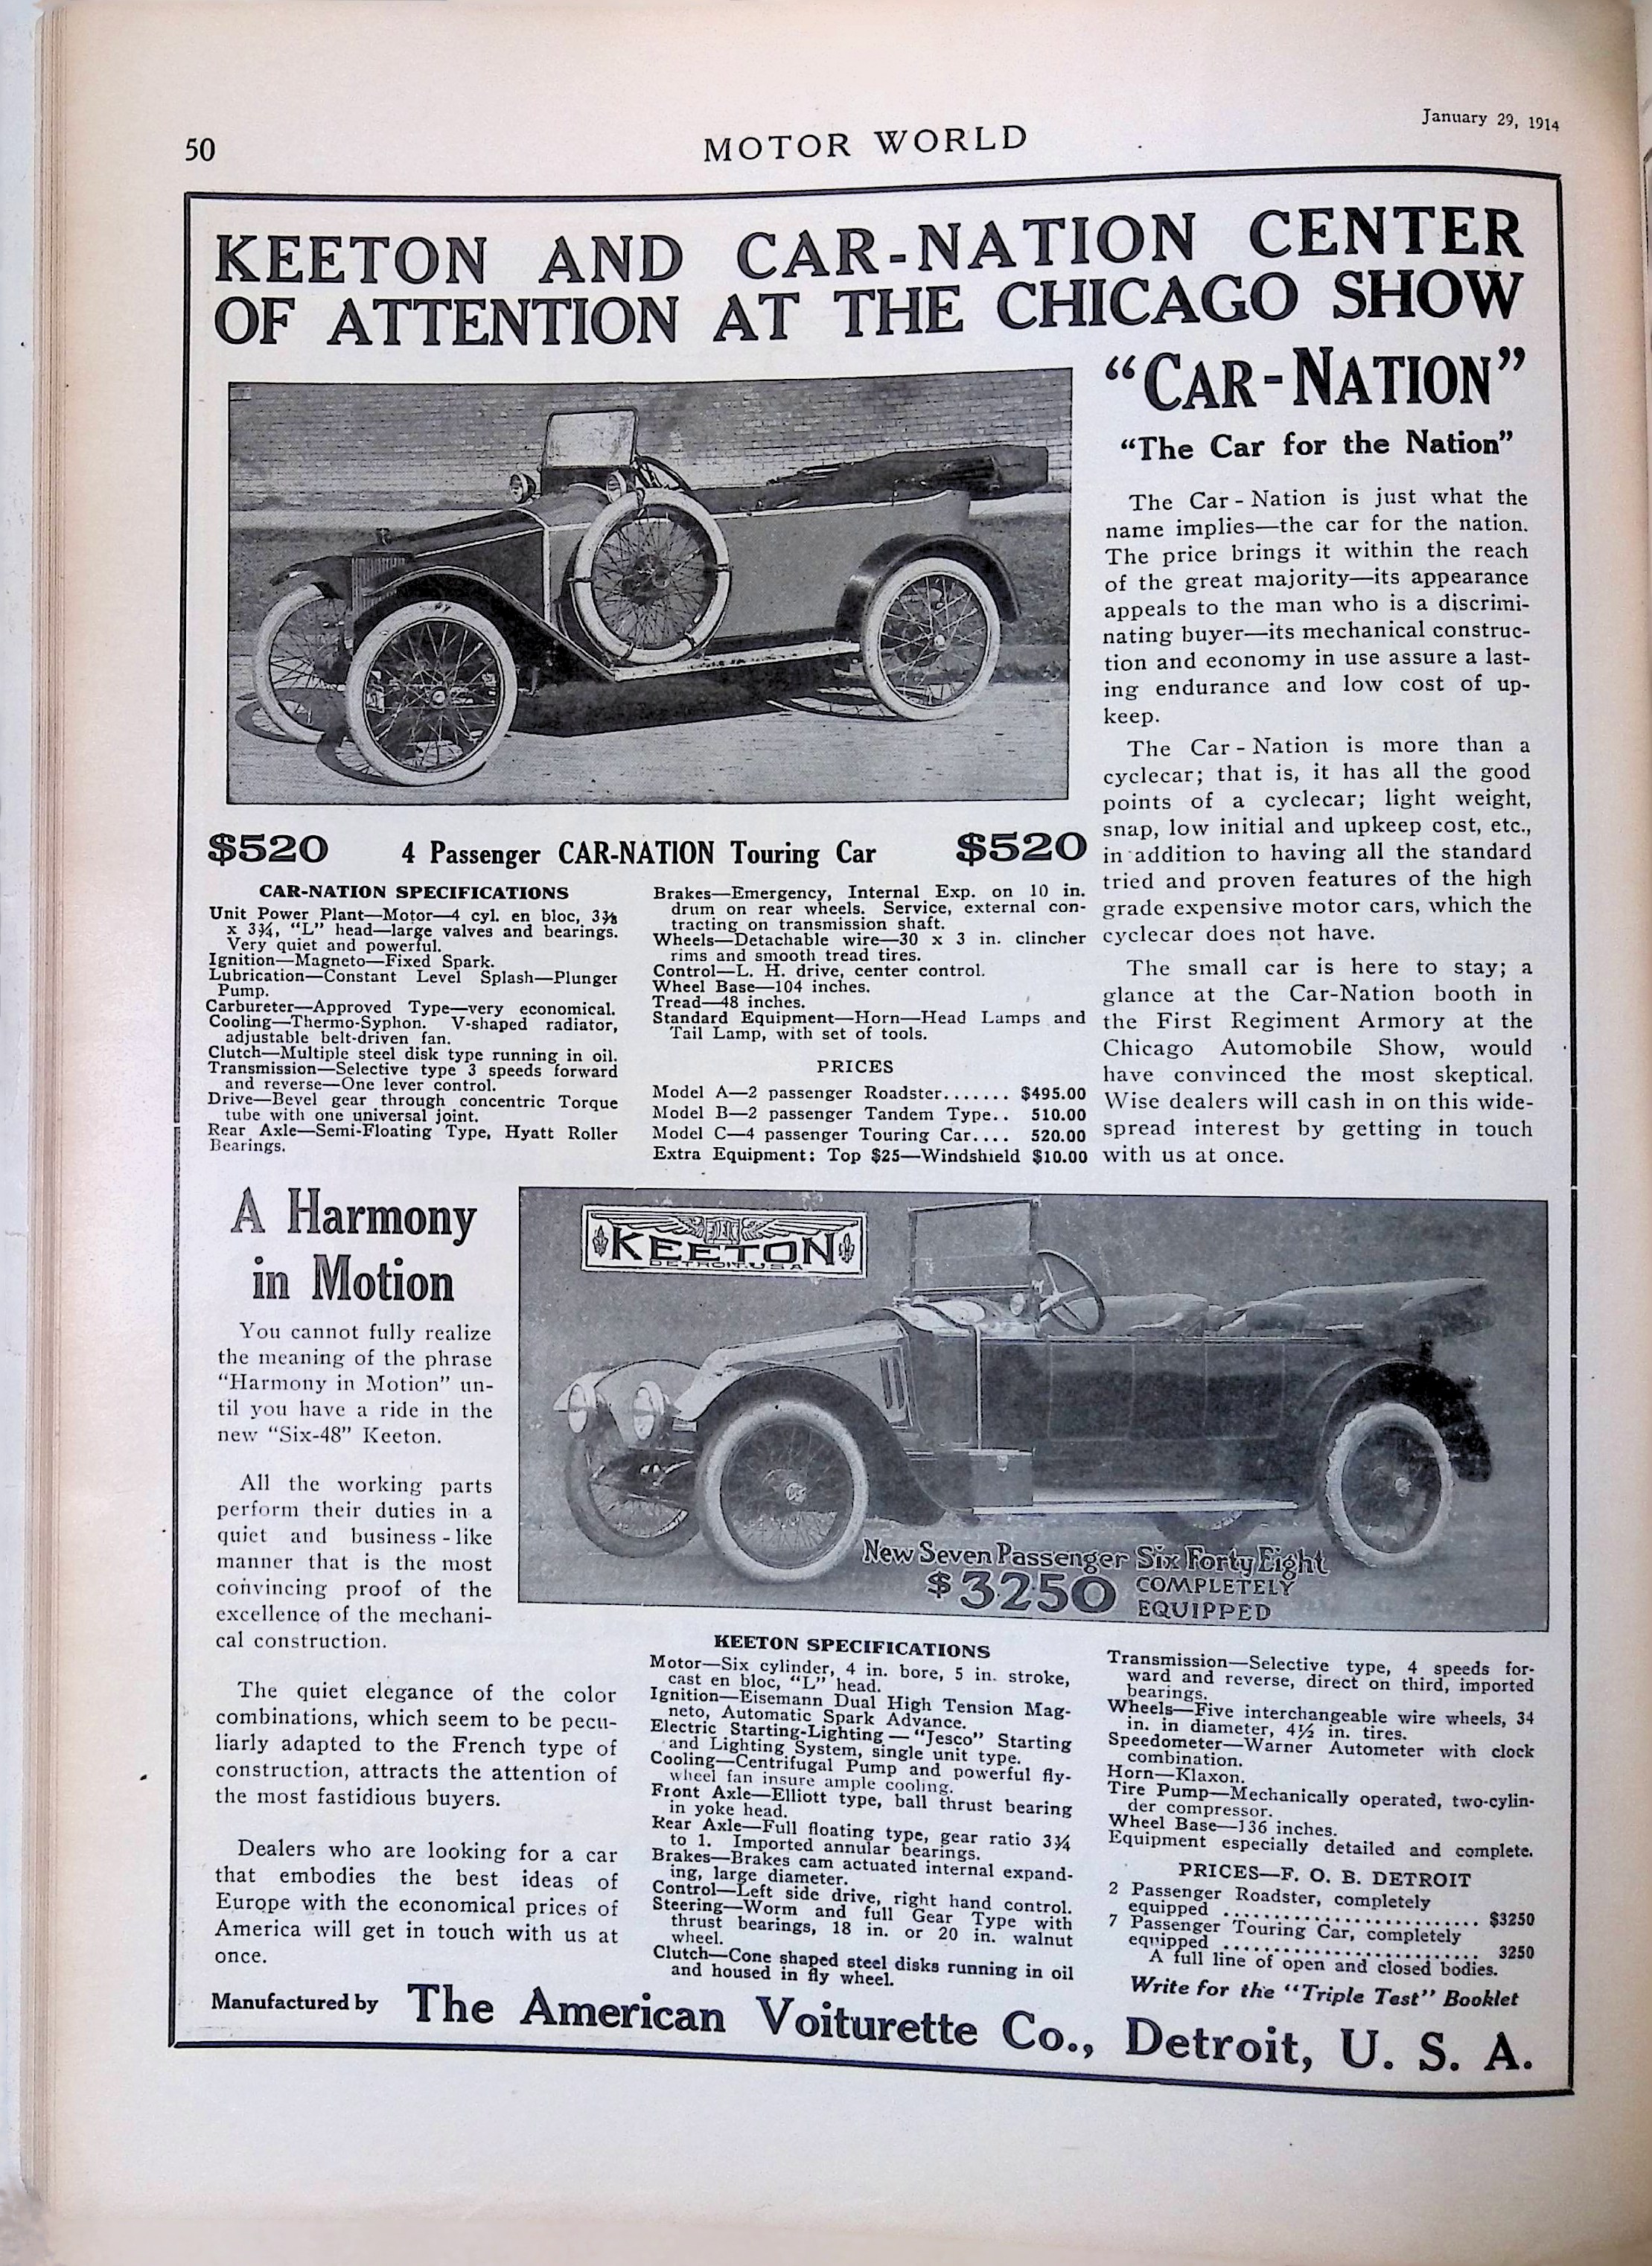 50
MOTOR WORLD
January 29, 1914
KEETON AND CAR-NATION CENTER
OF ATTENTION AT THE CHICAGO SHOW
"CAR-NATION"
"The Car for the Nation"
The Car-Nation is just what the
name implies—the car for the nation.
The price brings it within the reach
of the great majority—its appearance
appeals to the man who is a discrimi-
nating buyer—its mechanical construc-
tion and economy in use assure a last-
ing endurance and low cost of up-
keep.
The Car-Nation is more than a
cyclecar; that is, it has all the good
points of a cyclecar; light weight,
snap, low initial and upkeep cost, etc.,
in addition to having all the standard
tried and proven features of the high
grade expensive motor cars, which the
cyclecar does not have.
The small car is here to stay; a
glance at the Car-Nation booth in
the First Regiment Armory at the
Chicago Automobile Show, would
have convinced the most skeptical.
Wise dealers will cash in on this wide-
spread interest by getting in touch
with us at once.
$520 4 Passenger CAR-NATION Touring Car $520
CAR-NATION SPECIFICATIONS
Unit Power Plant—Motor—4 cyl. en bloc, 3⅜
x 3¾, "L" head—large valves and bearings.
Very quiet and powerful.
Ignition—Magneto—Fixed Spark.
Lubrication—Constant Level Splash—Plunger
Pump.
Carbureter—Approved Type—very economical.
Cooling—Thermo-Syphon. V-shaped radiator,
adjustable belt-driven fan.
Clutch—Multiple steel disk type running in oil.
Transmission—Selective type 3 speeds forward
and reverse—One lever control.
Drive—Bevel gear through concentric Torque
tube with one universal joint.
Rear Axle—Semi-Floating Type, Hyatt Roller
Bearings.
Brakes—Emergency, Internal Exp. on 10 in.
drum on rear wheels. Service, external con-
tracting on transmission shaft.
Wheels—Detachable wire—30 x 3 in. clincher
rims and smooth tread tires.
Control—L. H. drive, center control.
Wheel Base—104 inches.
Tread—48 inches.
Standard Equipment—Horn—Head Lamps and
Tail Lamp, with set of tools.
PRICES
Model A—2 passenger Roadster....... $495.00
Model B—2 passenger Tandem Type.. 510.00
Model C—4 passenger Touring Car.... 520.00
Extra Equipment: Top $25—Windshield $10.00
A Harmony
in Motion
You cannot fully realize
the meaning of the phrase
"Harmony in Motion" un-
til you have a ride in the
new "Six-48" Keeton.
All the working parts
perform their duties in a
quiet and business-like
manner that is the most
convincing proof of the
excellence of the mechani-
cal construction.
The quiet elegance of the color
combinations, which seem to be pecu-
liarly adapted to the French type of
construction, attracts the attention of
the most fastidious buyers.
Dealers who are looking for a car
that embodies the best ideas of
Europe with the economical prices of
America will get in touch with us at
once.
KEETON
DETROIT.U.S.A
New Seven Passenger Six Forty Eight
$3250 COMPLETELY
EQUIPPED
KEETON SPECIFICATIONS
Motor—Six cylinder, 4 in. bore, 5 in. stroke,
cast en bloc, "L" head.
Ignition—Eisemann Dual High Tension Mag-
neto, Automatic Spark Advance.
Electric Starting-Lighting—"Jesco" Starting
and Lighting System, single unit type.
Cooling—Centrifugal Pump and powerful fly-
wheel fan insure ample cooling.
Front Axle—Elliott type, ball thrust bearing
in yoke head.
Rear Axle—Full floating type, gear ratio 3¾
to 1. Imported annular bearings.
Brakes—Brakes cam actuated internal expand-
ing, large diameter.
Control—Left side drive, right hand control.
Steering—Worm and full Gear Type with
thrust bearings, 18 in. or 20 in. walnut
wheel.
Clutch—Cone shaped steel disks running in oil
and housed in fly wheel.
Transmission—Selective type, 4 speeds for-
ward and reverse, direct on third, imported
bearings.
Wheels—Five interchangeable wire wheels, 34
in. in diameter, 4½ in. tires.
Speedometer—Warner Autometer with clock
combination.
Horn—Klaxon.
Tire Pump—Mechanically operated, two-cylin-
der compressor.
Wheel Base—136 inches.
Equipment especially detailed and complete.
PRICES—F. O. B. DETROIT
2 Passenger Roadster, completely
equipped ........................... $3250
7 Passenger Touring Car, completely
equipped ........................... 3250
A full line of open and closed bodies.
Write for the "Triple Test" Booklet
Manufactured by The American Voiturette Co., Detroit, U. S. A.